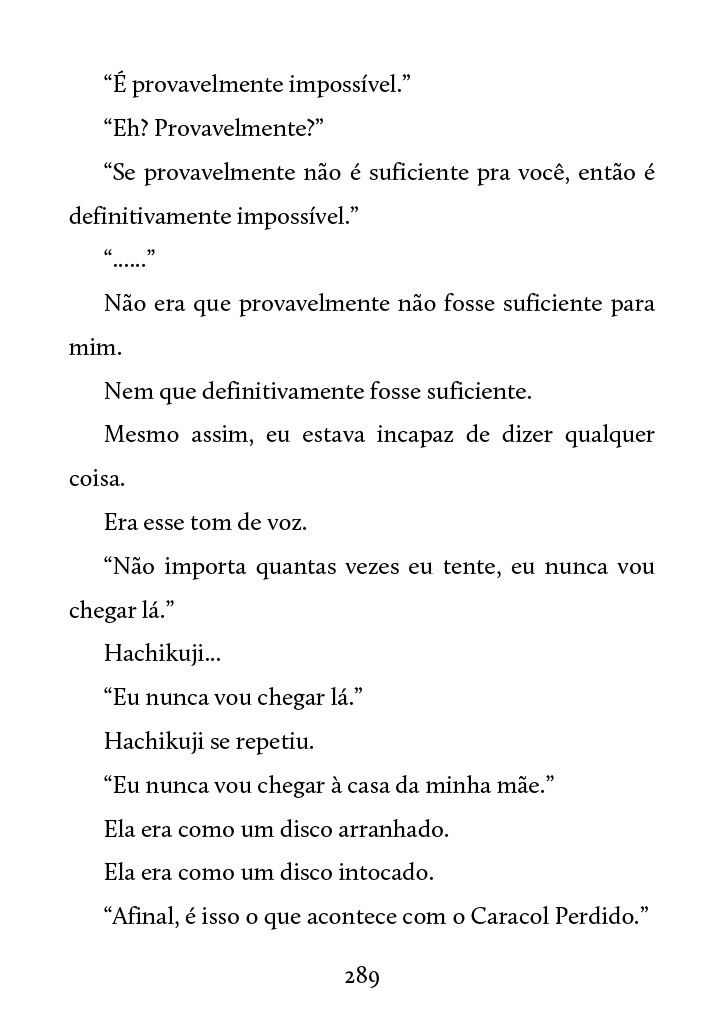 “É provavelmente impossível.”
“Eh? Provavelmente?”
“Se provavelmente não é suficiente pra você, então é
definitivamente impossível.”
“......”
Não era que provavelmente não fosse suficiente para
mim.
Nem que definitivamente fosse suficiente.
Mesmo assim, eu estava incapaz de dizer qualquer
coisa.
Era esse tom de voz.
“Não importa quantas vezes eu tente, eu nunca vou
chegar lá.”
Hachikuji...
“Eu nunca vou chegar lá.”
Hachikuji se repetiu.
“Eu nunca vou chegar à casa da minha mãe.”
Ela era como um disco arranhado.
Ela era como um disco intocado.
“Afinal, é isso o que acontece com o Caracol Perdido.”
289